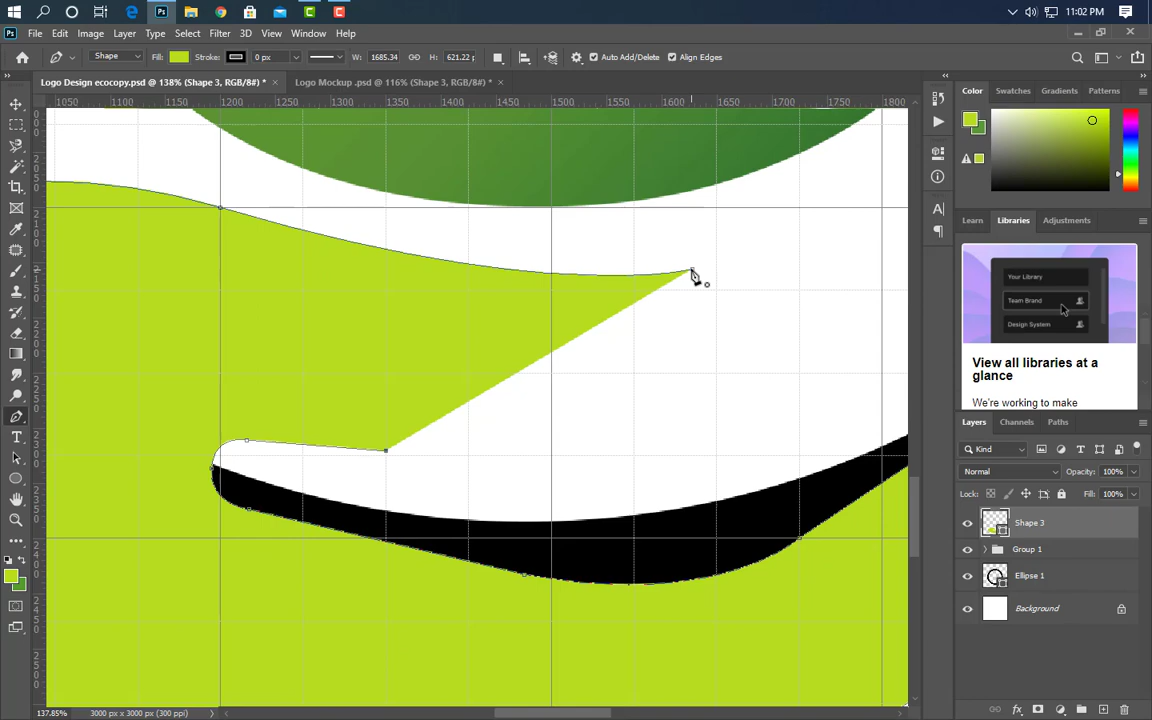 11:02 PM
File Edit Image Layer Type Select Filter 3D View Window Help
Shape Fill: Stroke: 0 px W: 1685.34 H: 621.22 Auto Add/Delete Align Edges
Logo Design ecocopy.psd @ 138% (Shape 3, RGB/8#) * × Logo Mockup .psd @ 116% (Shape 3, RGB/8#) * ×
1050 1100 1150 1200 1250 1300 1350 1400 1450 1500 1550 1600 1650 1700 1750 1800
Color Swatches Gradients Patterns
Learn Libraries Adjustments
Your Library
Team Brand
Design System
View all libraries at a
glance
We're working to make
Layers Channels Paths
Kind
Normal Opacity: 100%
Lock: Fill: 100%
Shape 3
Group 1
Ellipse 1
Background
137.85% 3000 px x 3000 px (300 ppi)